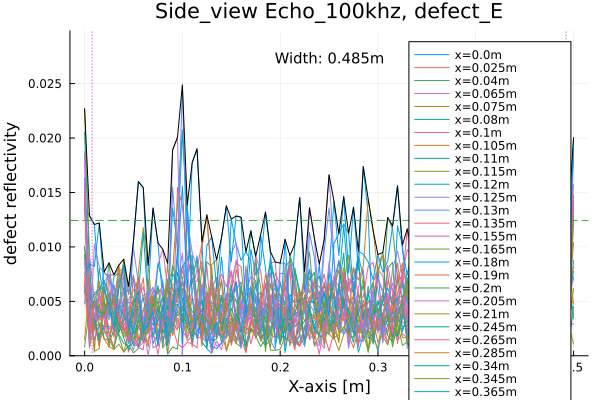 Side_view Echo_100khz, defect_E
Width: 0.485m
defect reflectivity
0.025
0.020
0.015
0.010
0.005
0.000
0.0
0.1
0.2
0.3
.5
X-axis [m]
x=0.0m
x=0.025m
x=0.04m
x=0.065m
x=0.075m
x=0.08m
x=0.1m
x=0.105m
x=0.11m
x=0.115m
x=0.12m
x=0.125m
x=0.13m
x=0.135m
x=0.155m
x=0.165m
x=0.18m
x=0.19m
x=0.2m
x=0.205m
x=0.21m
x=0.245m
x=0.265m
x=0.285m
x=0.34m
x=0.345m
x=0.365m